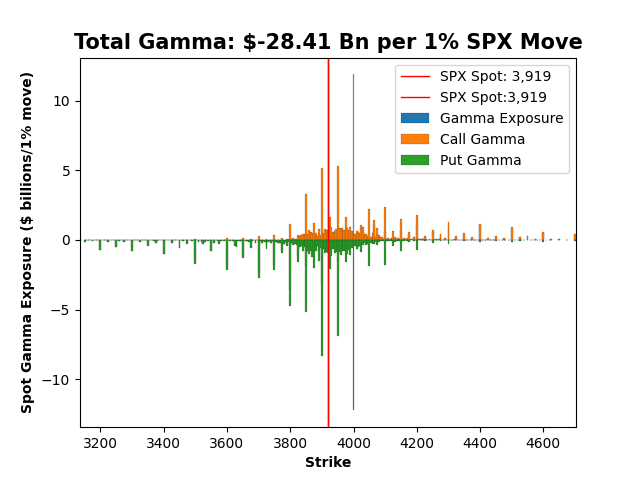 Total Gamma: $-28.41 Bn per 1% SPX Move
SPX Spot: 3,919
SPX Spot:3,919
Gamma Exposure
Call Gamma
Put Gamma
Spot Gamma Exposure ($ billions/1% move)
10
5
0
−5
−10
3200 3400 3600 3800 4000 4200 4400 4600
Strike